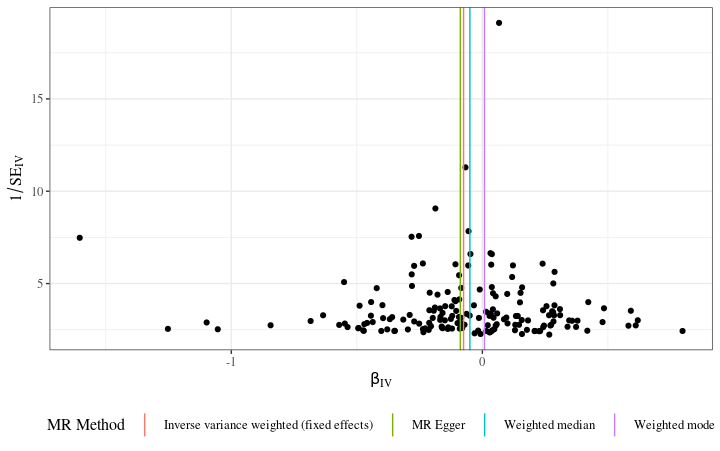 15
10
5
1/SE_IV
-1
0
β_IV
MR Method
Inverse variance weighted (fixed effects)
MR Egger
Weighted median
Weighted mode